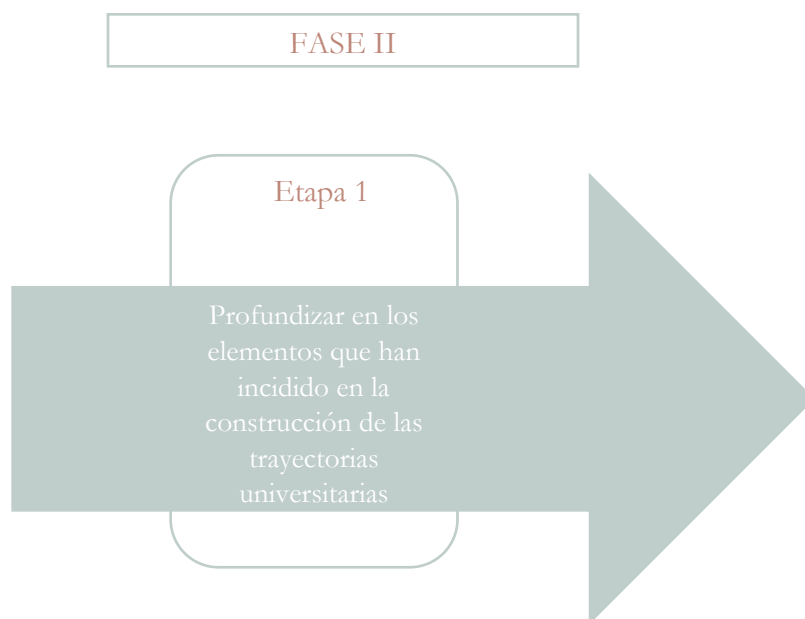 FASE II
Etapa 1
Profundizar en los
elementos que han
incidido en la
construcción de las
trayectorias
universitarias